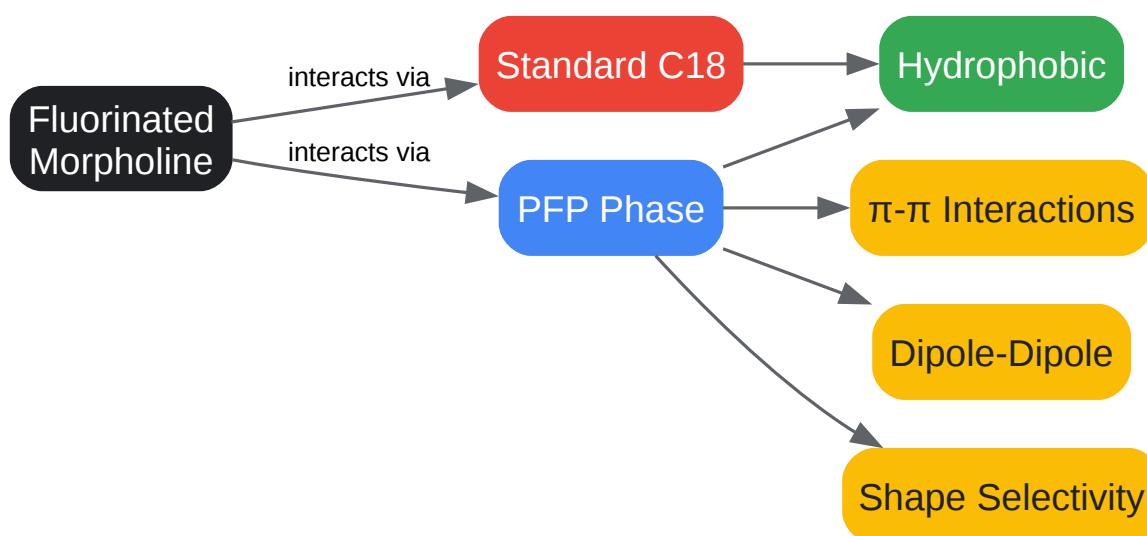 Fluorinated
Morpholine
interacts via
interacts via
Standard C18
PFP Phase
Hydrophobic
π-π Interactions
Dipole-Dipole
Shape Selectivity